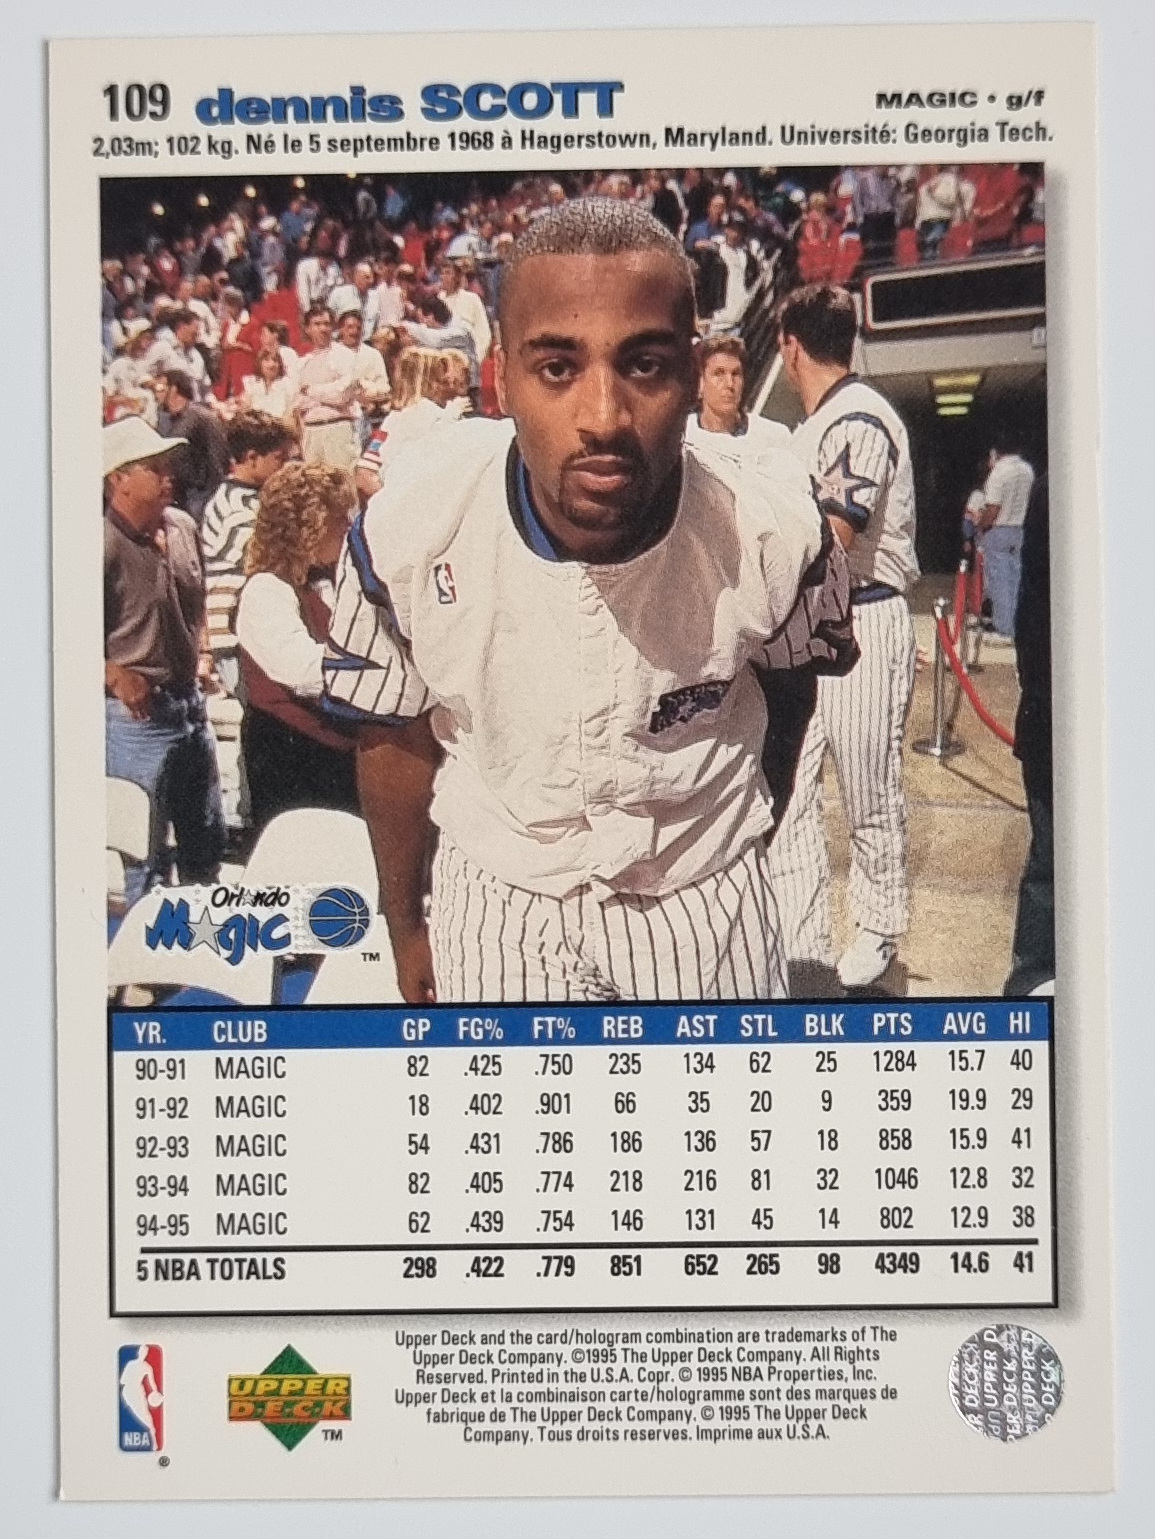 109 dennis SCOTT MAGIC • g/f
2,03m; 102 kg. Né le 5 septembre 1968 à Hagerstown, Maryland. Université: Georgia Tech.
Orlando
Magic
TM
YR. CLUB GP FG% FT% REB AST STL BLK PTS AVG HI
90-91 MAGIC 82 .425 .750 235 134 62 25 1284 15.7 40
91-92 MAGIC 18 .402 .901 66 35 20 9 359 19.9 29
92-93 MAGIC 54 .431 .786 186 136 57 18 858 15.9 41
93-94 MAGIC 82 .405 .774 218 216 81 32 1046 12.8 32
94-95 MAGIC 62 .439 .754 146 131 45 14 802 12.9 38
5 NBA TOTALS 298 .422 .779 851 652 265 98 4349 14.6 41
Upper Deck and the card/hologram combination are trademarks of The
Upper Deck Company. ©1995 The Upper Deck Company. All Rights
Reserved. Printed in the U.S.A. Copr. © 1995 NBA Properties, Inc.
Upper Deck et la combinaison carte/hologramme sont des marques de
fabrique de The Upper Deck Company. © 1995 The Upper Deck
Company. Tous droits reserves. Imprime aux U.S.A.
NBA
®
UPPER
DECK
TM
R DECK
UPPER D
PER DECK
UPPER D
DECK